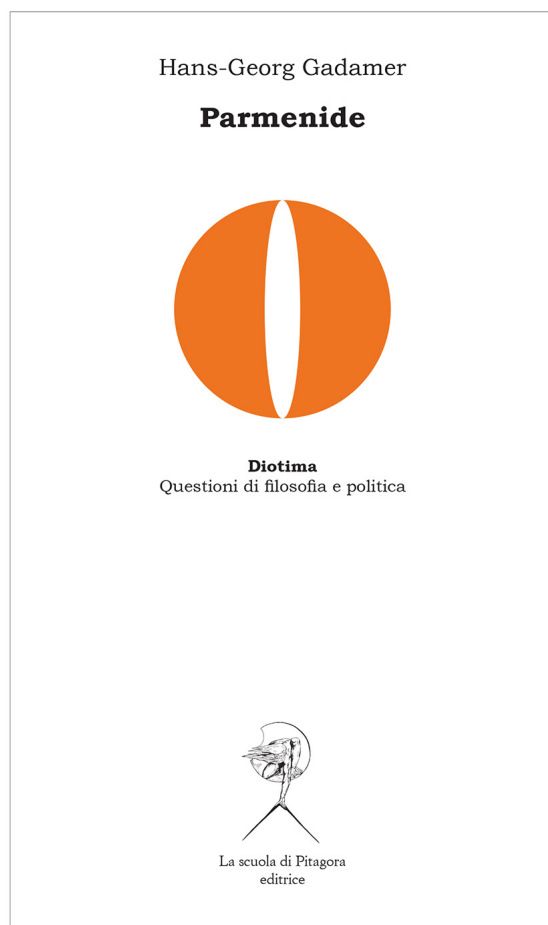 Hans-Georg Gadamer
Parmenide
Diotima
Questioni di filosofia e politica
La scuola di Pitagora
editrice